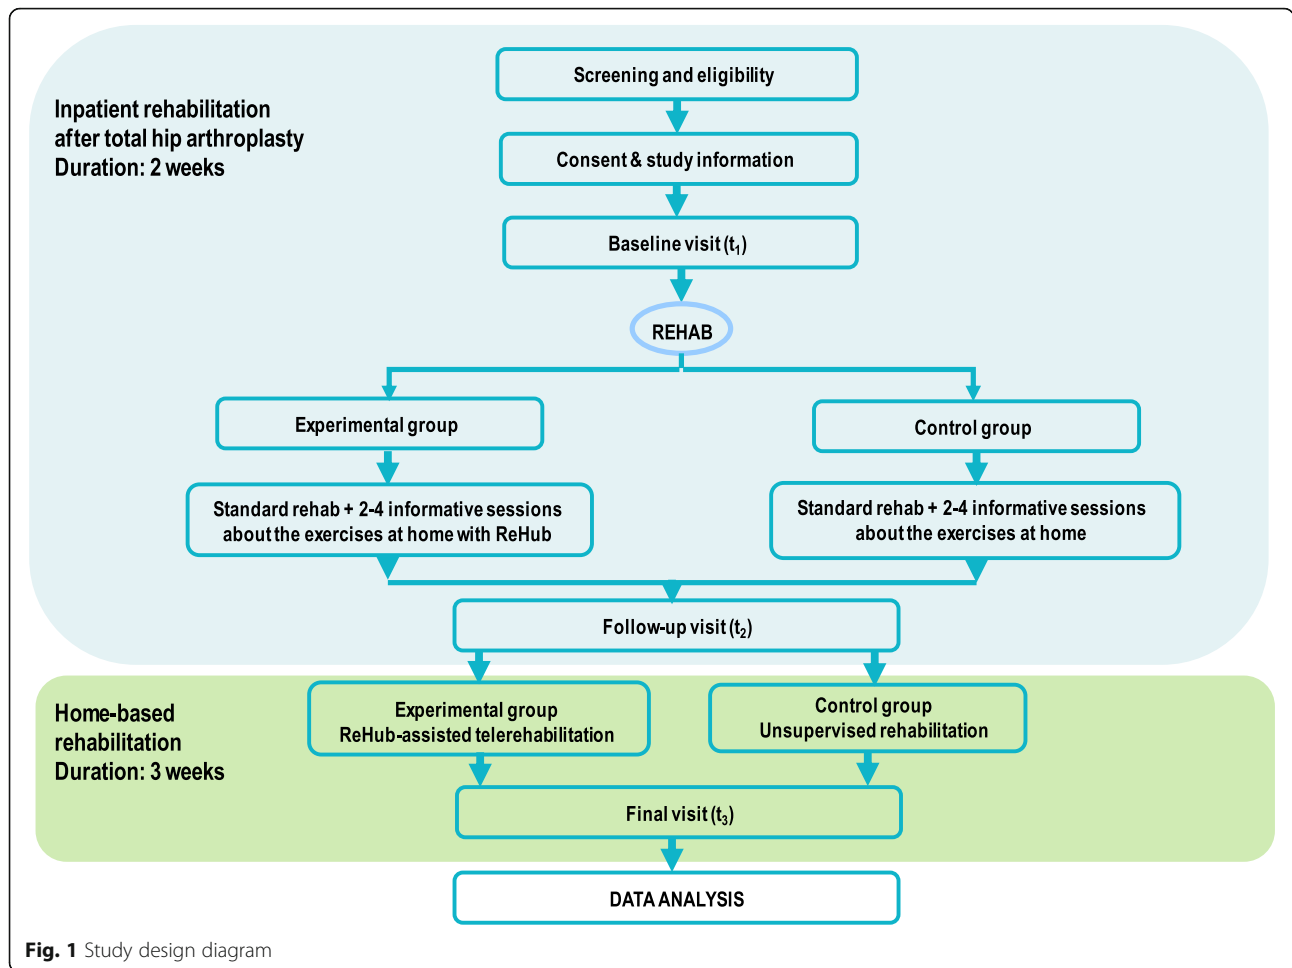 Screening and eligibility
Inpatient rehabilitation
after total hip arthroplasty
Duration: 2 weeks
Consent & study information
Baseline visit (t1)
REHAB
Experimental group
Control group
Standard rehab + 2-4 informative sessions
about the exercises at home with ReHub
Standard rehab + 2-4 informative sessions
about the exercises at home
Follow-up visit (t2)
Home-based
rehabilitation
Duration: 3 weeks
Experimental group
ReHub-assisted telerehabilitation
Control group
Unsupervised rehabilitation
Final visit (t3)
DATA ANALYSIS
Fig. 1 Study design diagram